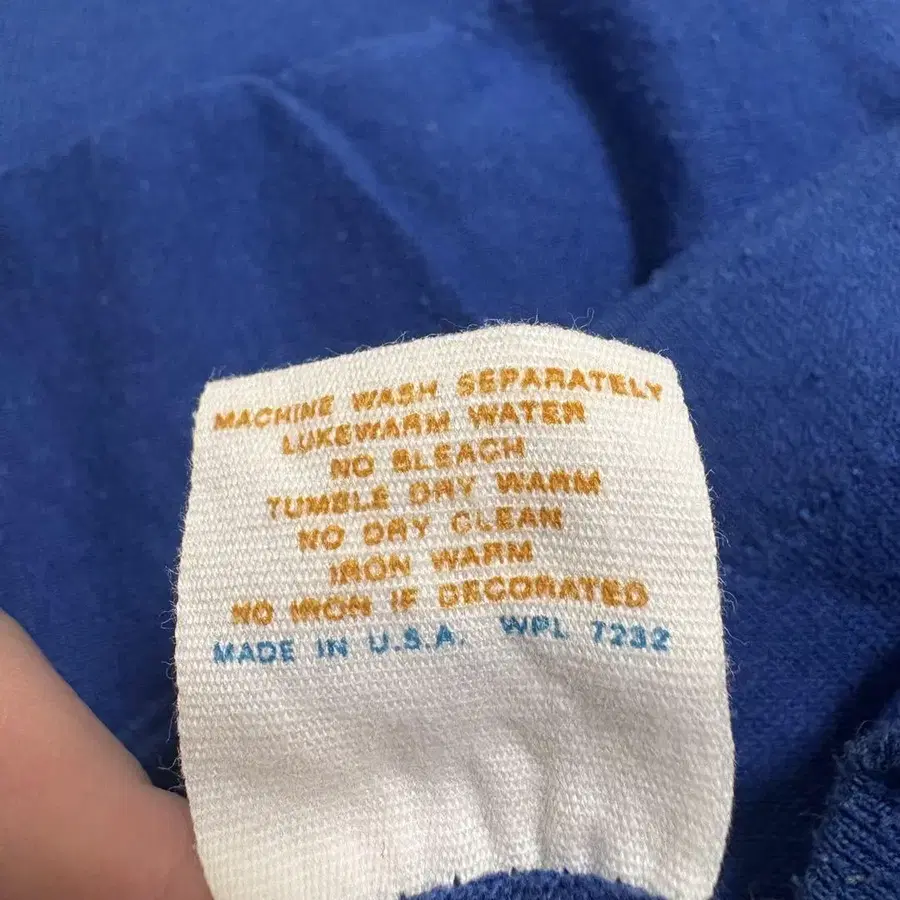 MACHINE WASH SEPARATELY
LUKEWARM WATER
NO BLEACH
TUMBLE DRY WARM
NO DRY CLEAN
IRON WARM
NO IRON IF DECORATED
MADE IN U.S.A. WPL 7232